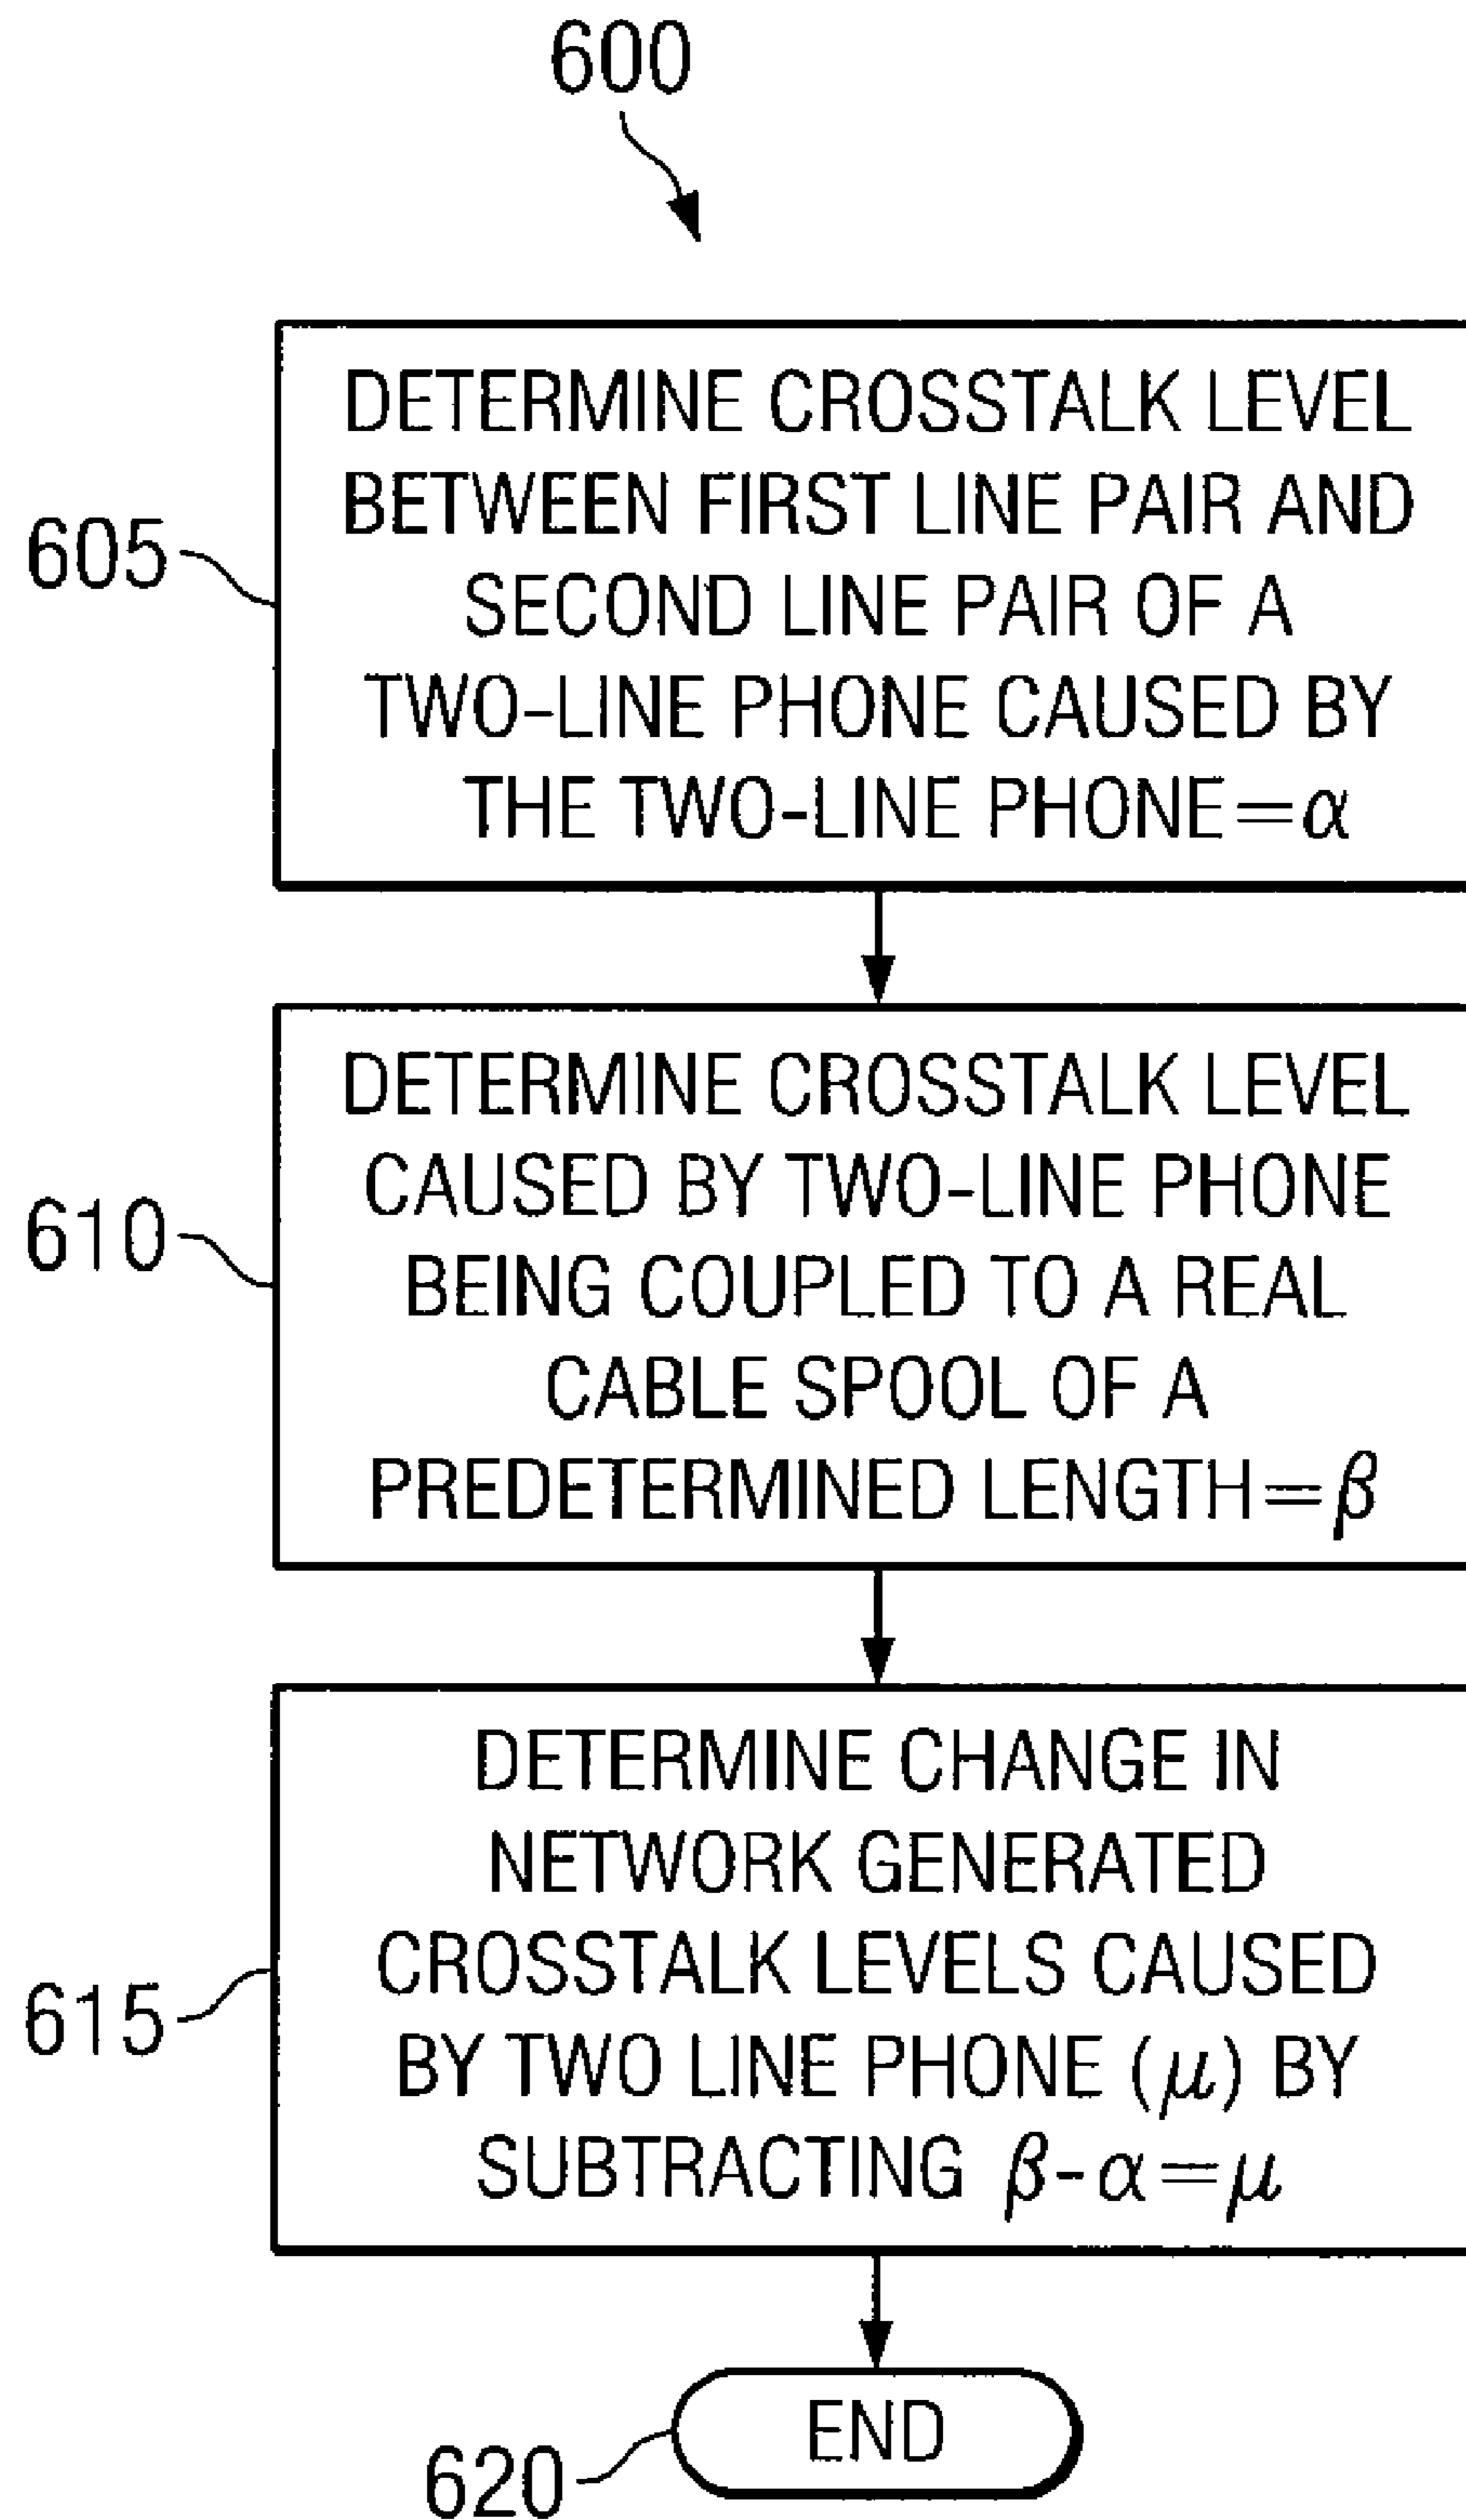 600
605
DETERMINE CROSSTALK LEVEL
BETWEEN FIRST LINE PAIR AND
SECOND LINE PAIR OF A
TWO-LINE PHONE CAUSED BY
THE TWO-LINE PHONE=α
610
DETERMINE CROSSTALK LEVEL
CAUSED BY TWO-LINE PHONE
BEING COUPLED TO A REAL
CABLE SPOOL OF A
PREDETERMINED LENGTH=β
615
DETERMINE CHANGE IN
NETWORK GENERATED
CROSSTALK LEVELS CAUSED
BY TWO LINE PHONE (μ) BY
SUBTRACTING β-α=μ
620
END